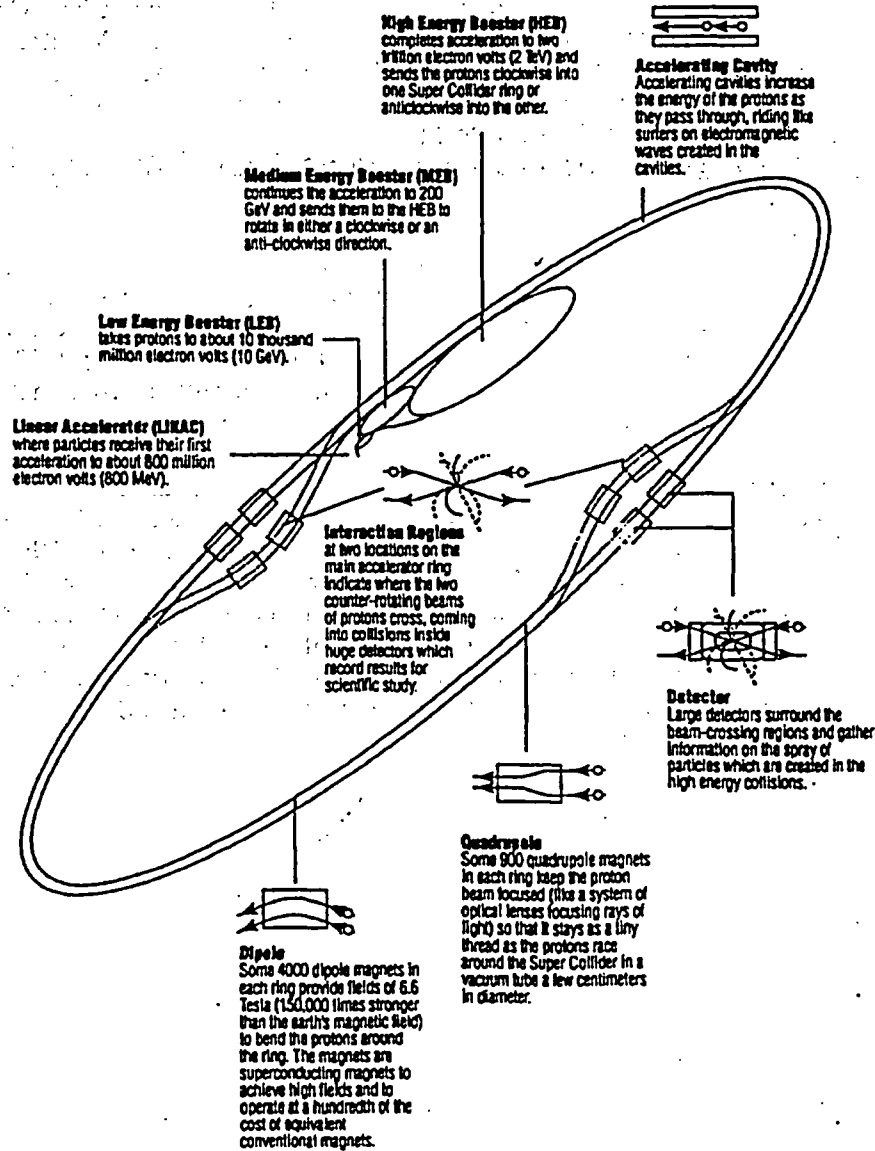 High Energy Booster (HEB)
completes acceleration to two
trillion electron volts (2 TeV) and
sends the protons clockwise into
one Super Collider ring or
anticlockwise into the other.
Accelerating Cavity
Accelerating cavities increase
the energy of the protons as
they pass through, riding like
surfers on electromagnetic
waves created in the
cavities.
Medium Energy Booster (MEB)
continues the acceleration to 200
GeV and sends them to the HEB to
rotate in either a clockwise or an
anti-clockwise direction.
Low Energy Booster (LEB)
takes protons to about 10 thousand
million electron volts (10 GeV).
Linear Accelerator (LINAC)
where particles receive their first
acceleration to about 600 million
electron volts (600 MeV).
Interaction Regions
at two locations on the
main accelerator ring
indicate where the two
counter-rotating beams
of protons cross, coming
into collisions inside
huge detectors which
record results for
scientific study.
Detector
Large detectors surround the
beam-crossing regions and gather
information on the spray of
particles which are created in the
high energy collisions.
Quadrupole
Some 900 quadrupole magnets
in each ring keep the proton
beam focused (like a system of
optical lenses focusing rays of
light) so that it stays as a tiny
thread as the protons race
around the Super Collider in a
vacuum tube a few centimeters
in diameter.
Dipole
Some 4000 dipole magnets in
each ring provide fields of 6.6
Tesla (150,000 times stronger
than the earth's magnetic field)
to bend the protons around
the ring. The magnets are
superconducting magnets to
achieve high fields and to
operate at a hundredth of the
cost of equivalent
conventional magnets.